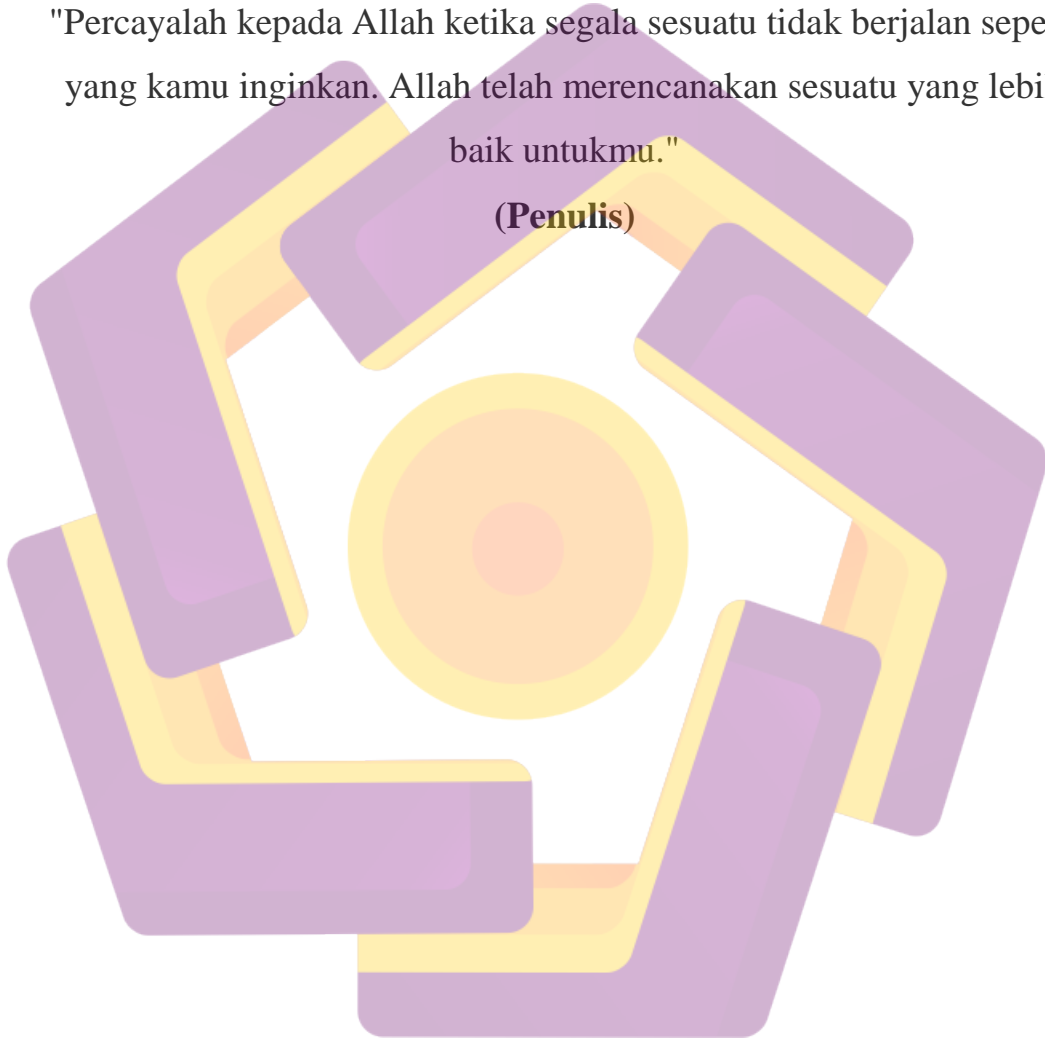 "Percayalah kepada Allah ketika segala sesuatu tidak berjalan sepe
yang kamu inginkan. Allah telah merencanakan sesuatu yang lebi
baik untukmu."
(Penulis)